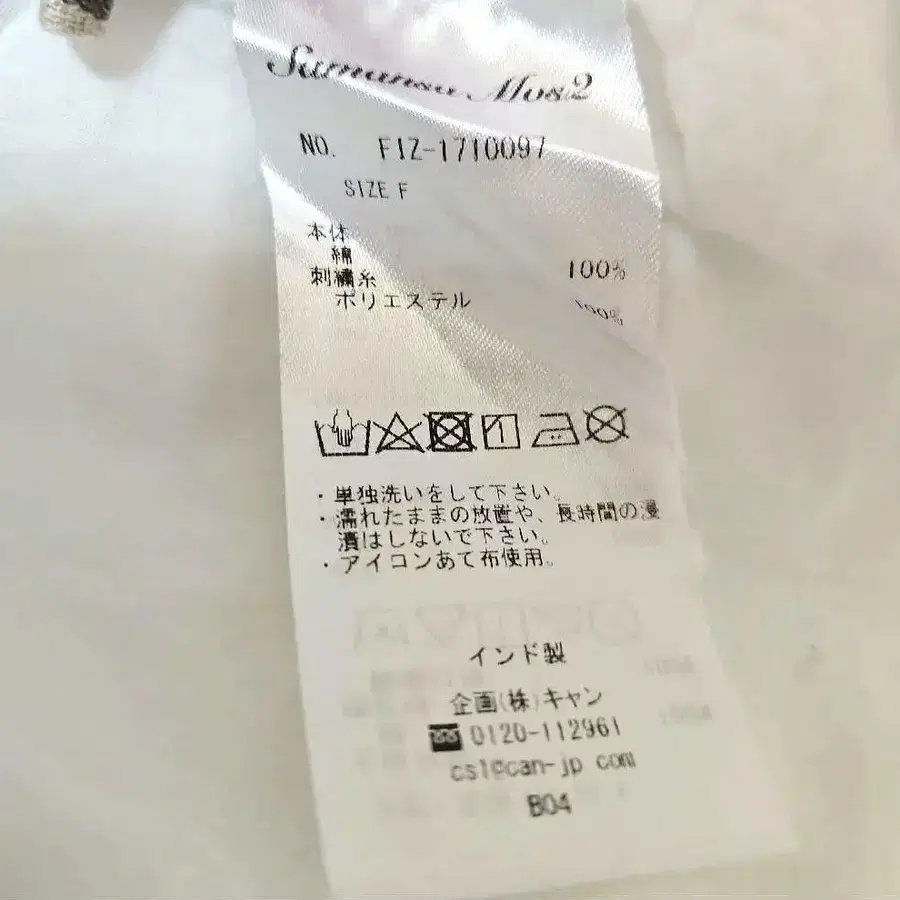 Samansa Mos2
NO. FIZ-1710097
SIZE F
本体
綿 100%
刺繍糸
ポリエステル 100%
・単独洗いをして下さい。
・濡れたままの放置や、長時間の浸
漬はしないで下さい。
・アイロンあて布使用。
インド製
企画(株)キャン
0120-112961
cs1@can-jp com
B04